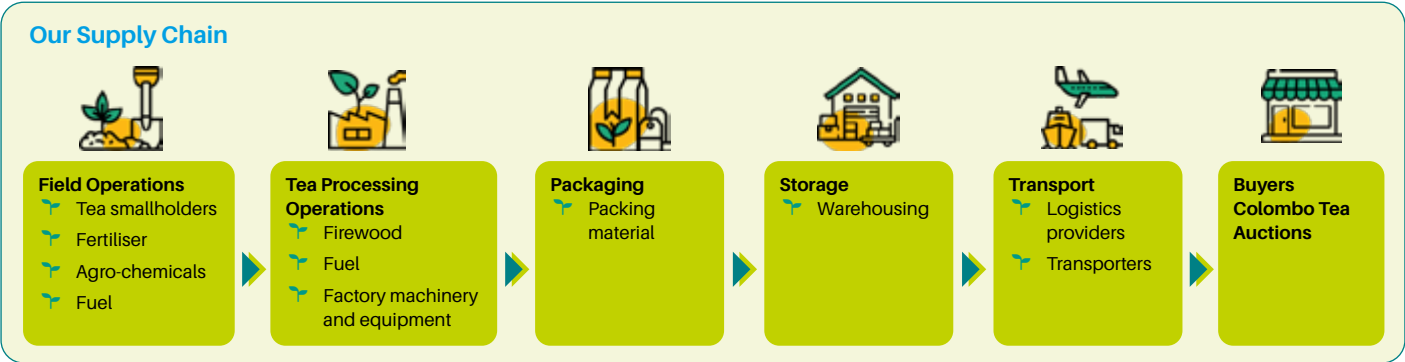 Our Supply Chain
Field Operations
Tea smallholders
Fertiliser
Agro-chemicals
Fuel
Tea Processing
Operations
Firewood
Fuel
Factory machinery
and equipment
Packaging
Packing
material
Storage
Warehousing
Transport
Logistics
providers
Transporters
Buyers
Colombo Tea
Auctions